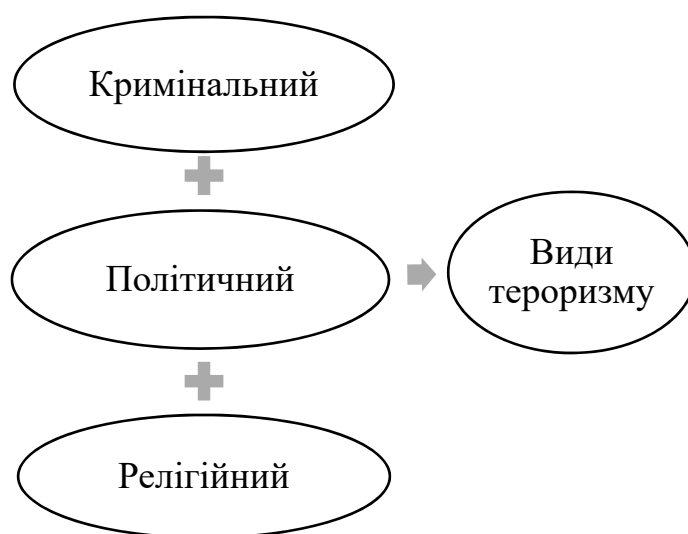 Кримінальний
Політичний
Види
тероризму
Релігійний